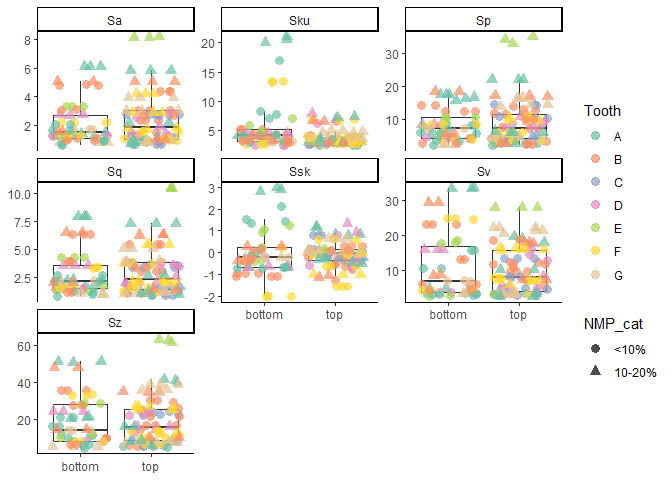 Sa
Sku
Sp
8
6
4
2
20
15
10
5
30
20
10
Sq
Ssk
Sv
10.0
7.5
5.0
2.5
3
2
1
0
-1
-2
30
20
10
bottom
top
bottom
top
Sz
60
40
20
bottom
top
Tooth
A
B
C
D
E
F
G
NMP_cat
<10%
10-20%